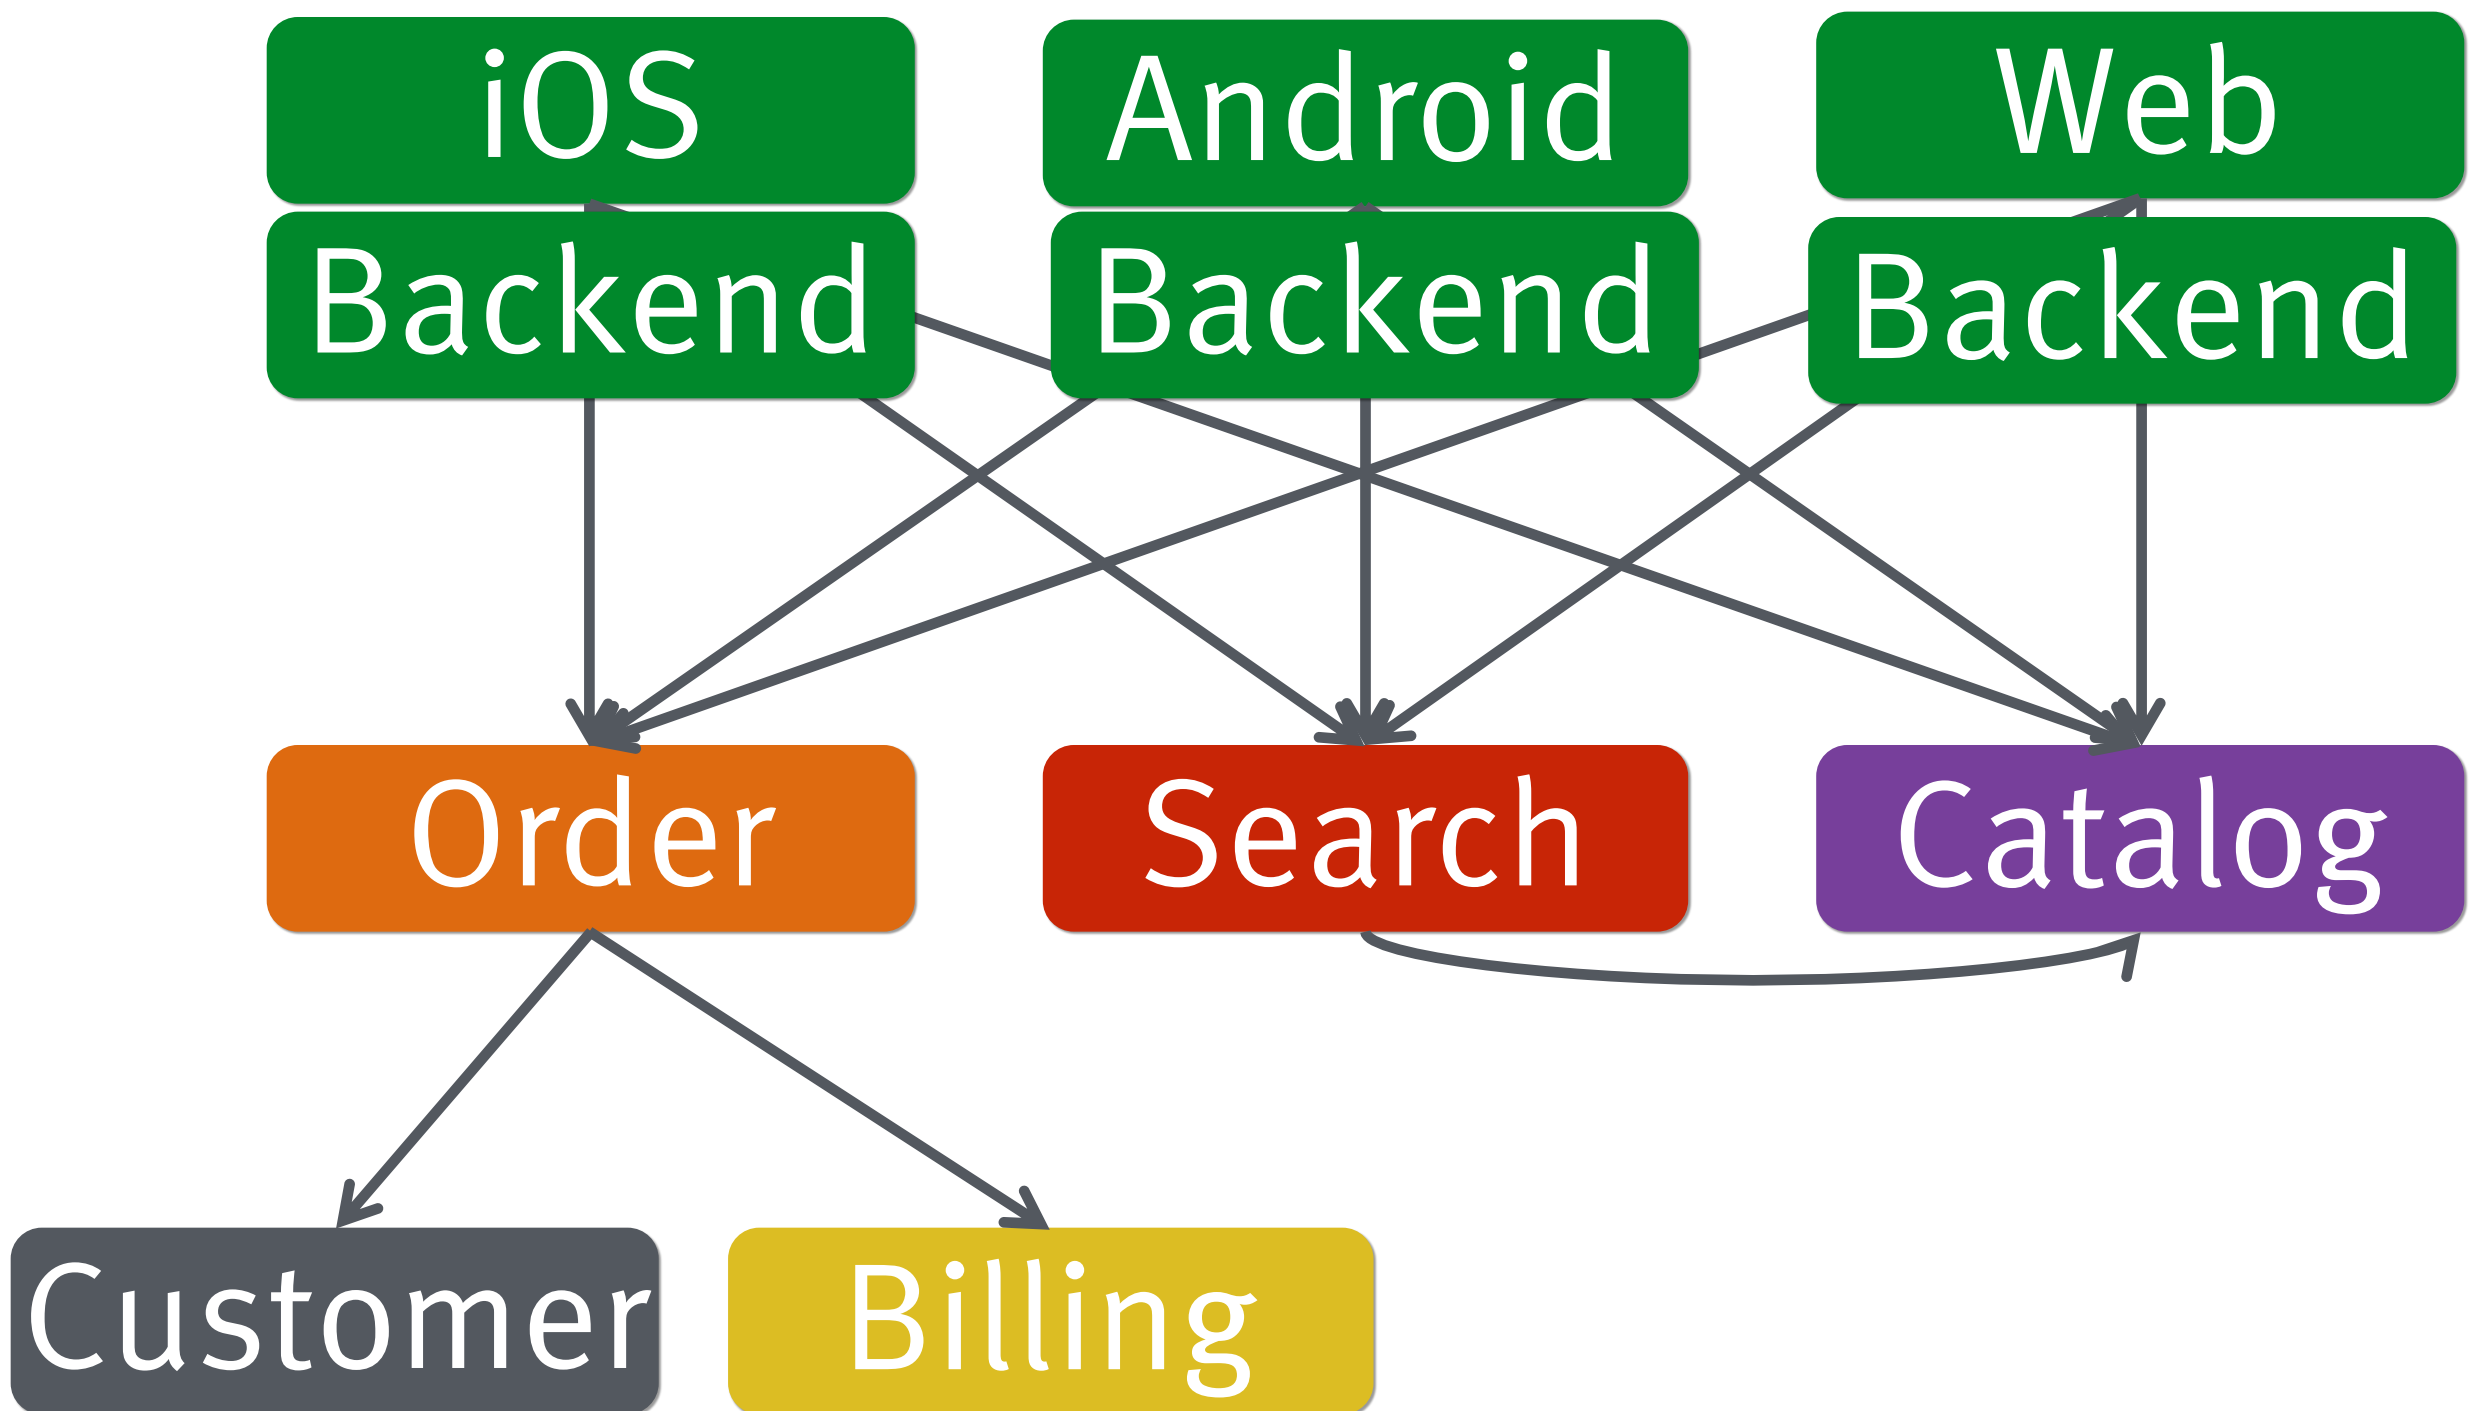 iOS
Android
Web
Backend
Backend
Backend
Order
Search
Catalog
Customer
Billing